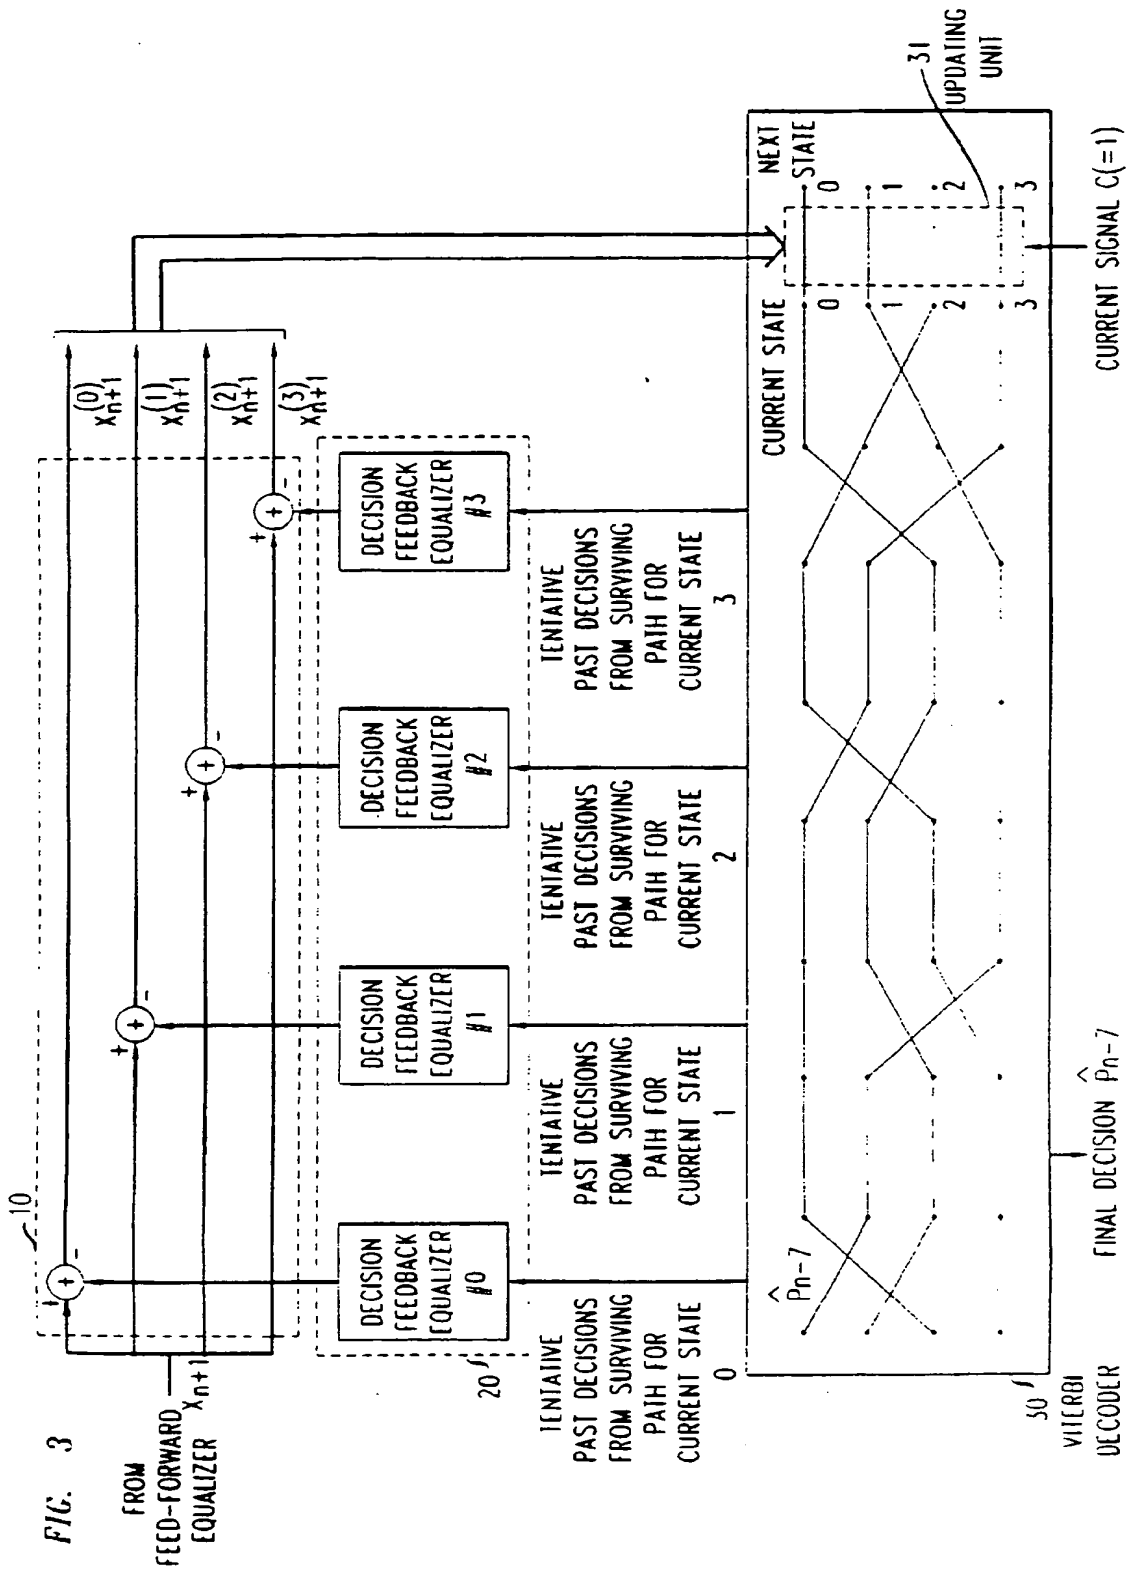 FIG. 3
FROM
FEED-FORWARD
EQUALIZER
Xn+1
10
+
+
-
+
+
-
+
+
-
+
+
-
X(0)n+1
X(1)n+1
X(2)n+1
X(3)n+1
20
DECISION
FEEDBACK
EQUALIZER
#0
DECISION
FEEDBACK
EQUALIZER
#1
DECISION
FEEDBACK
EQUALIZER
#2
DECISION
FEEDBACK
EQUALIZER
#3
TENTATIVE
PAST DECISIONS
FROM SURVIVING
PATH FOR
CURRENT STATE
0
TENTATIVE
PAST DECISIONS
FROM SURVIVING
PATH FOR
CURRENT STATE
1
TENTATIVE
PAST DECISIONS
FROM SURVIVING
PATH FOR
CURRENT STATE
2
TENTATIVE
PAST DECISIONS
FROM SURVIVING
PATH FOR
CURRENT STATE
3
P̂n-7
CURRENT STATE
0
1
2
3
NEXT
STATE
0
1
2
3
31
UPDATING
UNIT
30
VITERBI
DECODER
FINAL DECISION P̂n-7
CURRENT SIGNAL C(=1)